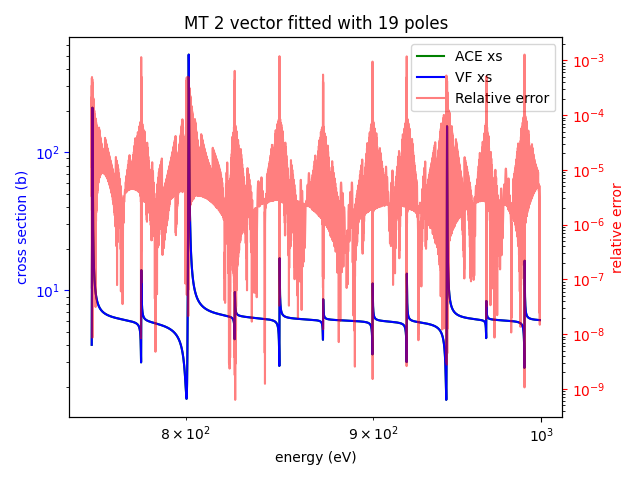 MT 2 vector fitted with 19 poles
ACE xs
VF xs
Relative error
cross section (b)
10²
10¹
relative error
10⁻³
10⁻⁴
10⁻⁵
10⁻⁶
10⁻⁷
10⁻⁸
10⁻⁹
8 × 10² 9 × 10² 10³
energy (eV)